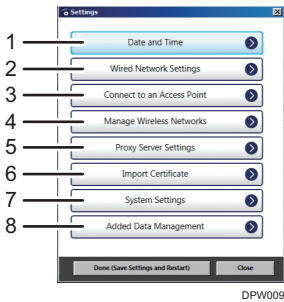 Settings
1 Date and Time
2 Wired Network Settings
3 Connect to an Access Point
4 Manage Wireless Networks
5 Proxy Server Settings
6 Import Certificate
7 System Settings
8 Added Data Management
Done (Save Settings and Restart) Close
DPW009